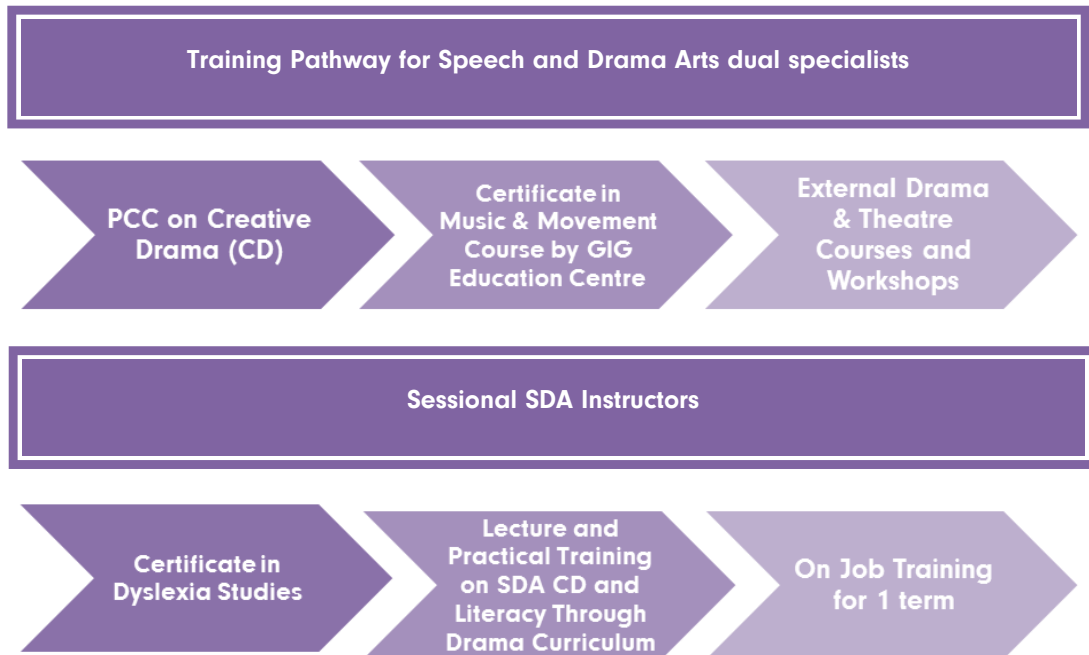 Training Pathway for Speech and Drama Arts dual specialists
PCC on Creative
Drama (CD)
Certificate in
Music & Movement
Course by GIG
Education Centre
External Drama
& Theatre
Courses and
Workshops
Sessional SDA Instructors
Certificate in
Dyslexia Studies
Lecture and
Practical Training
on SDA CD and
Literacy Through
Drama Curriculum
On Job Training
for 1 term